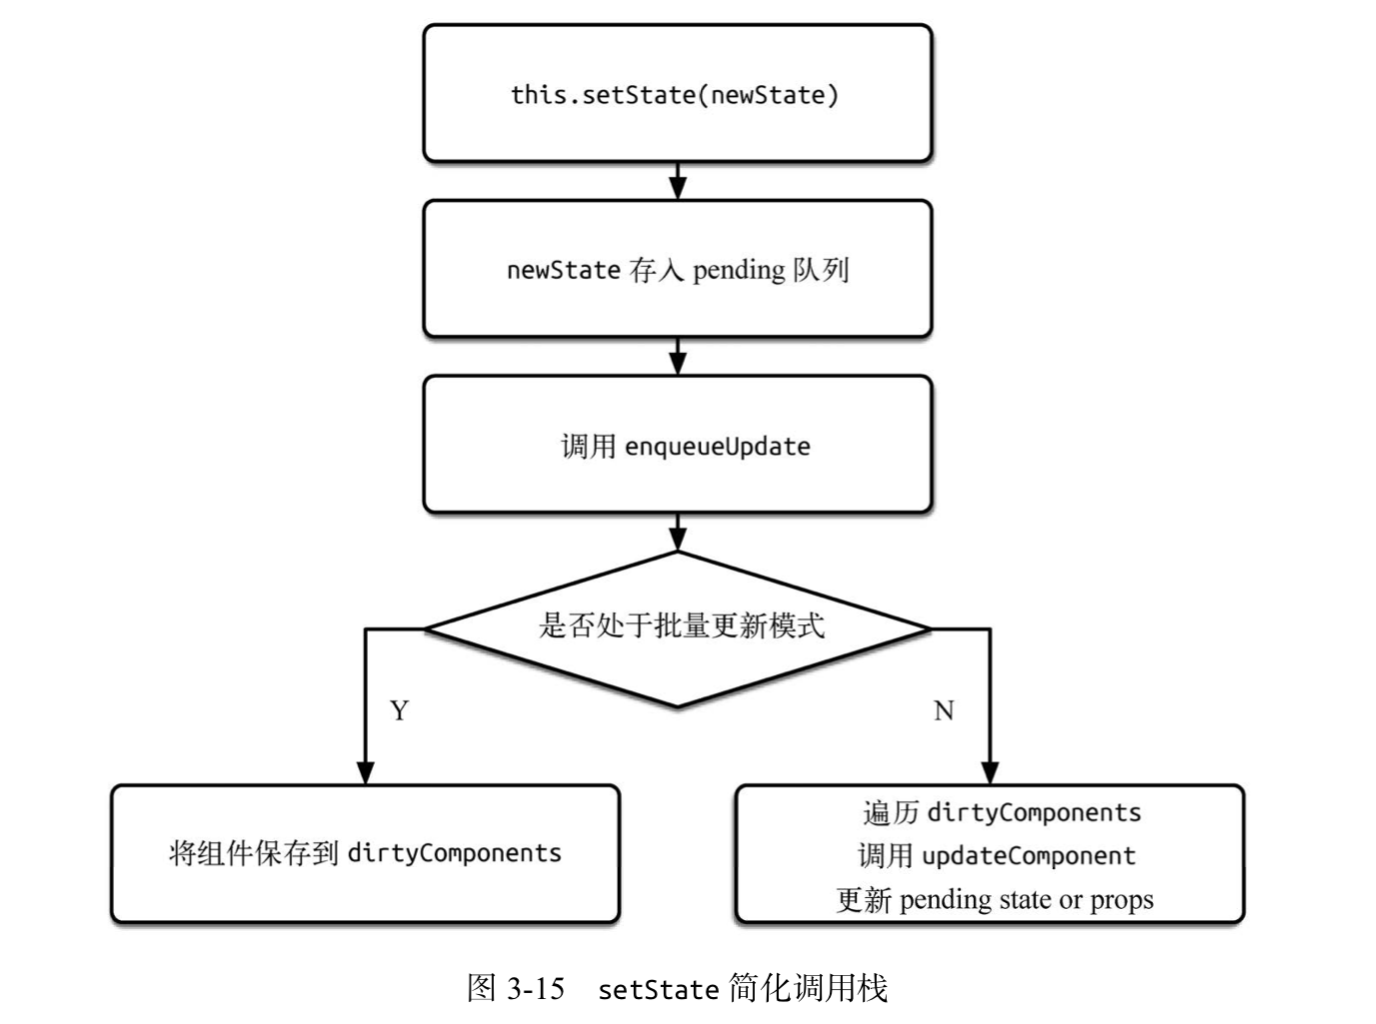 this.setState(newState)
newState 存入 pending 队列
调用 enqueueUpdate
是否处于批量更新模式
Y
N
将组件保存到 dirtyComponents
遍历 dirtyComponents
调用 updateComponent
更新 pending state or props
图 3-15 setState 简化调用栈